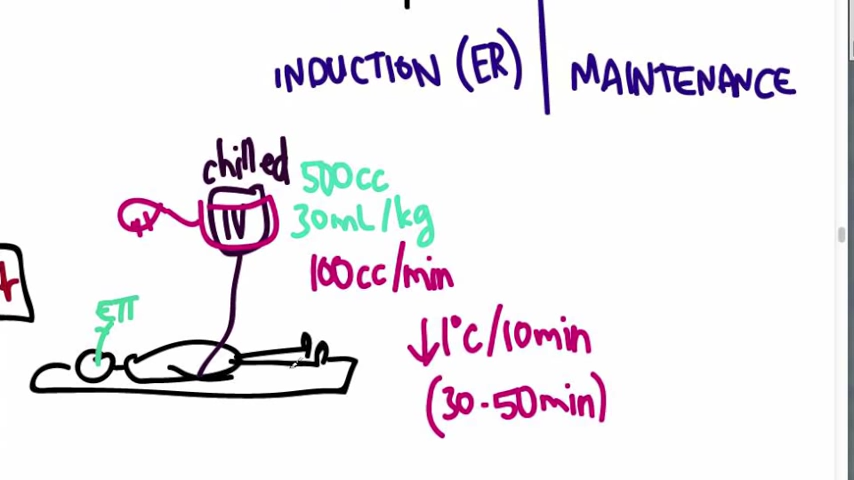 INDUCTION (ER)
MAINTENANCE
chilled
500cc
IV
30mL/kg
100cc/min
ETT
↓1°C/10min
(30-50min)